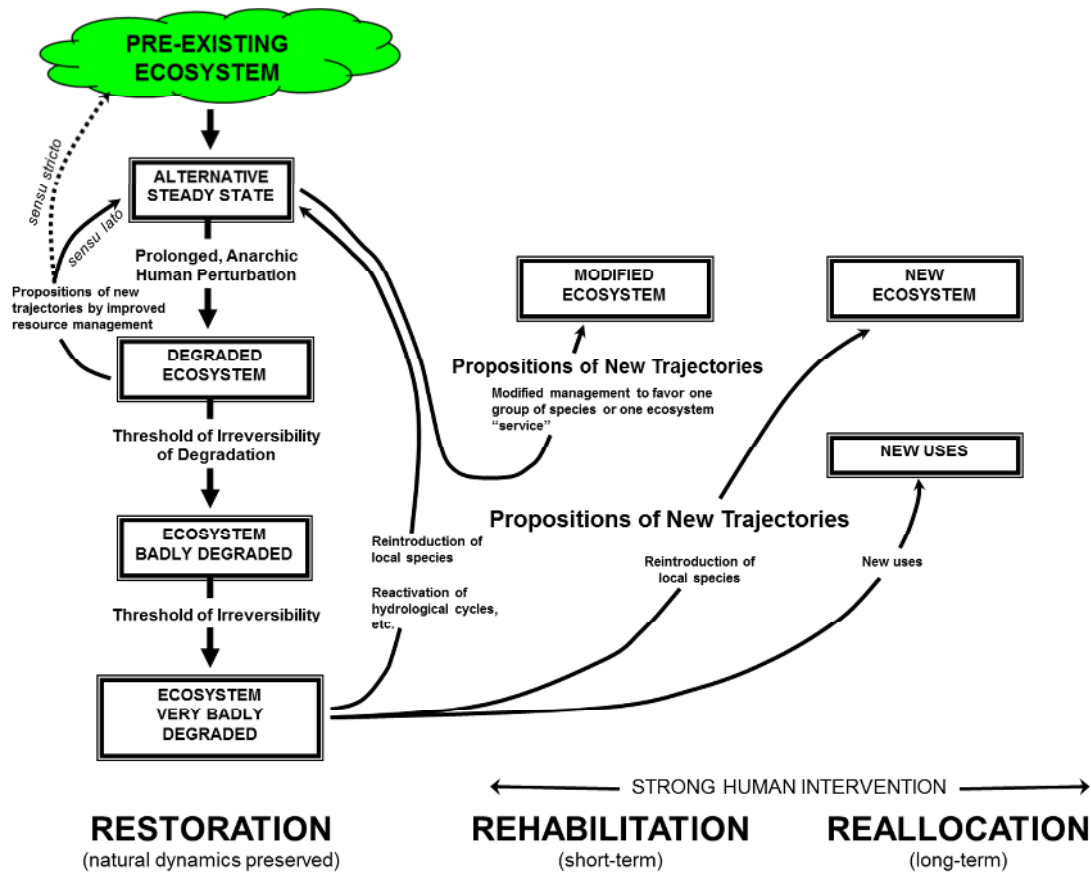 PRE-EXISTING
ECOSYSTEM
sensu stricto
sensu lato
ALTERNATIVE
STEADY STATE
Prolonged, Anarchic
Human Perturbation
Propositions of new
trajectories by improved
resource management
DEGRADED
ECOSYSTEM
Threshold of Irreversibility
of Degradation
ECOSYSTEM
BADLY DEGRADED
Threshold of Irreversibility
ECOSYSTEM
VERY BADLY
DEGRADED
Reintroduction of
local species
Reactivation of
hydrological cycles,
etc.
MODIFIED
ECOSYSTEM
Propositions of New Trajectories
Modified management to favor one
group of species or one ecosystem
“service”
NEW
ECOSYSTEM
NEW USES
Propositions of New Trajectories
Reintroduction of
local species
New uses
STRONG HUMAN INTERVENTION
RESTORATION
(natural dynamics preserved)
REHABILITATION
(short-term)
REALLOCATION
(long-term)